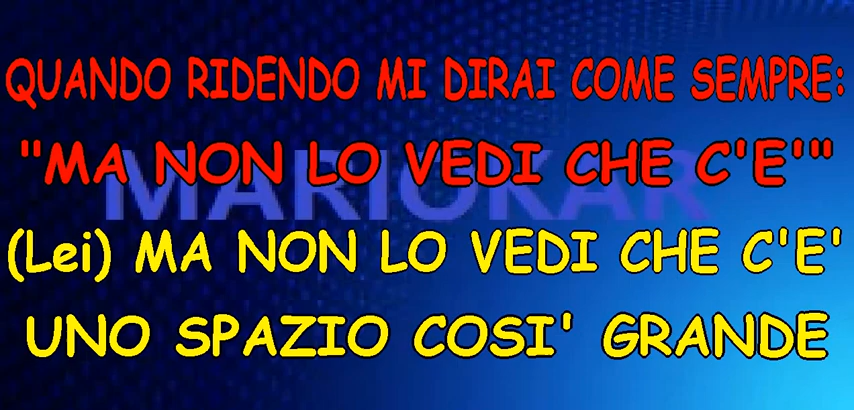 QUANDO RIDENDO MI DIRAI COME SEMPRE:
"MA NON LO VEDI CHE C'E'"
MARIOKAR
(Lei) MA NON LO VEDI CHE C'E'
UNO SPAZIO COSI' GRANDE